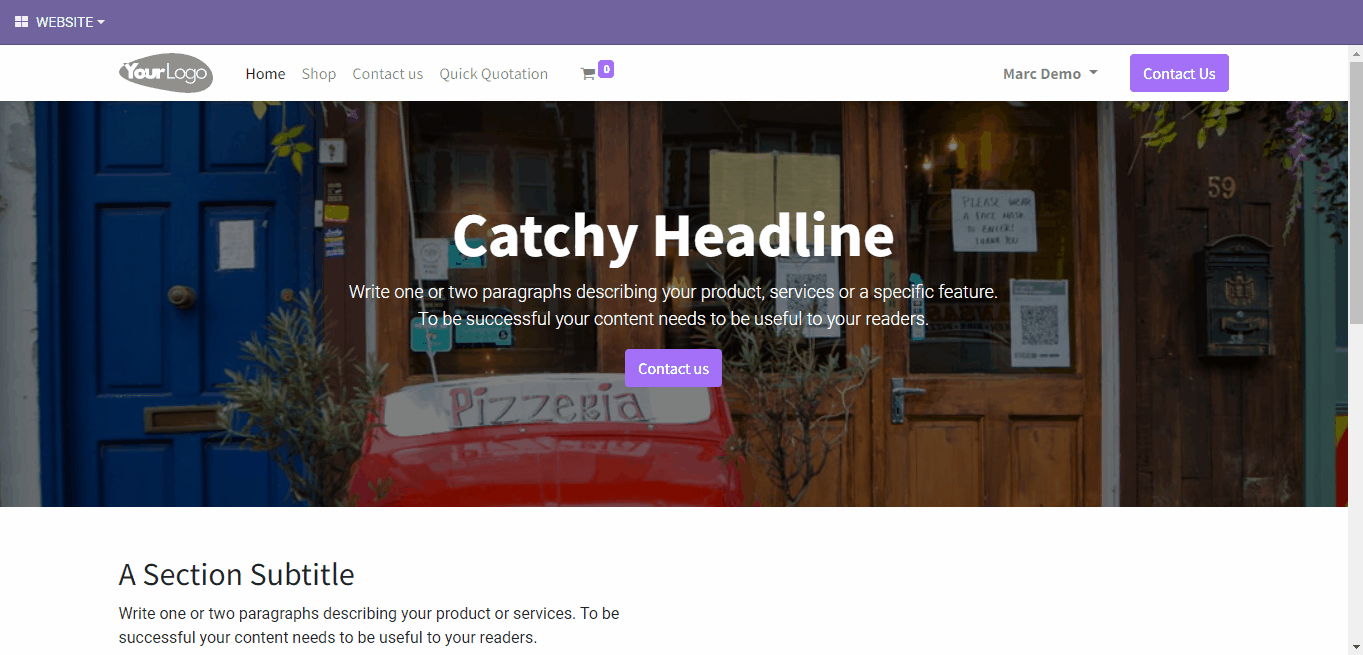 WEBSITE
YourLogo
Home Shop Contact us Quick Quotation 0 Marc Demo Contact Us
59
PLEASE WEAR
A FACE MASK
TO ENTER!
THANK YOU
Catchy Headline
Write one or two paragraphs describing your product, services or a specific feature.
To be successful your content needs to be useful to your readers.
Contact us
Pizzeria
A Section Subtitle
Write one or two paragraphs describing your product or services. To be
successful your content needs to be useful to your readers.